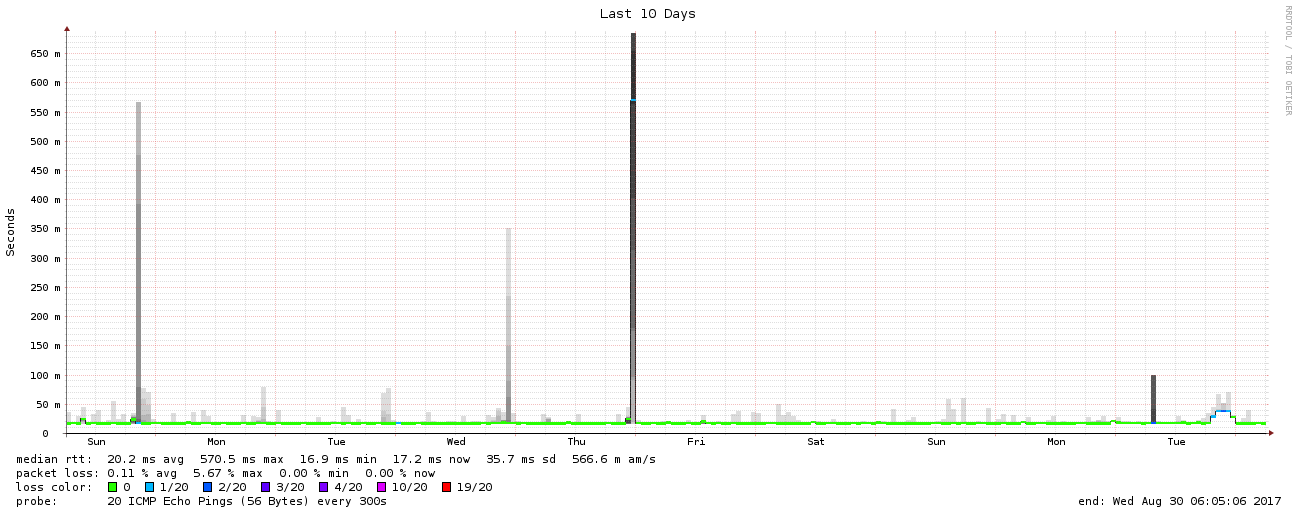 Last 10 Days
RRDTOOL / TOBI OETIKER
Seconds
650 m
600 m
550 m
500 m
450 m
400 m
350 m
300 m
250 m
200 m
150 m
100 m
50 m
0
Sun Mon Tue Wed Thu Fri Sat Sun Mon Tue
median rtt: 20.2 ms avg 570.5 ms max 16.9 ms min 17.2 ms now 35.7 ms sd 566.6 m am/s
packet loss: 0.11 % avg 5.67 % max 0.00 % min 0.00 % now
loss color: 0 1/20 2/20 3/20 4/20 10/20 19/20
probe: 20 ICMP Echo Pings (56 Bytes) every 300s end: Wed Aug 30 06:05:06 2017